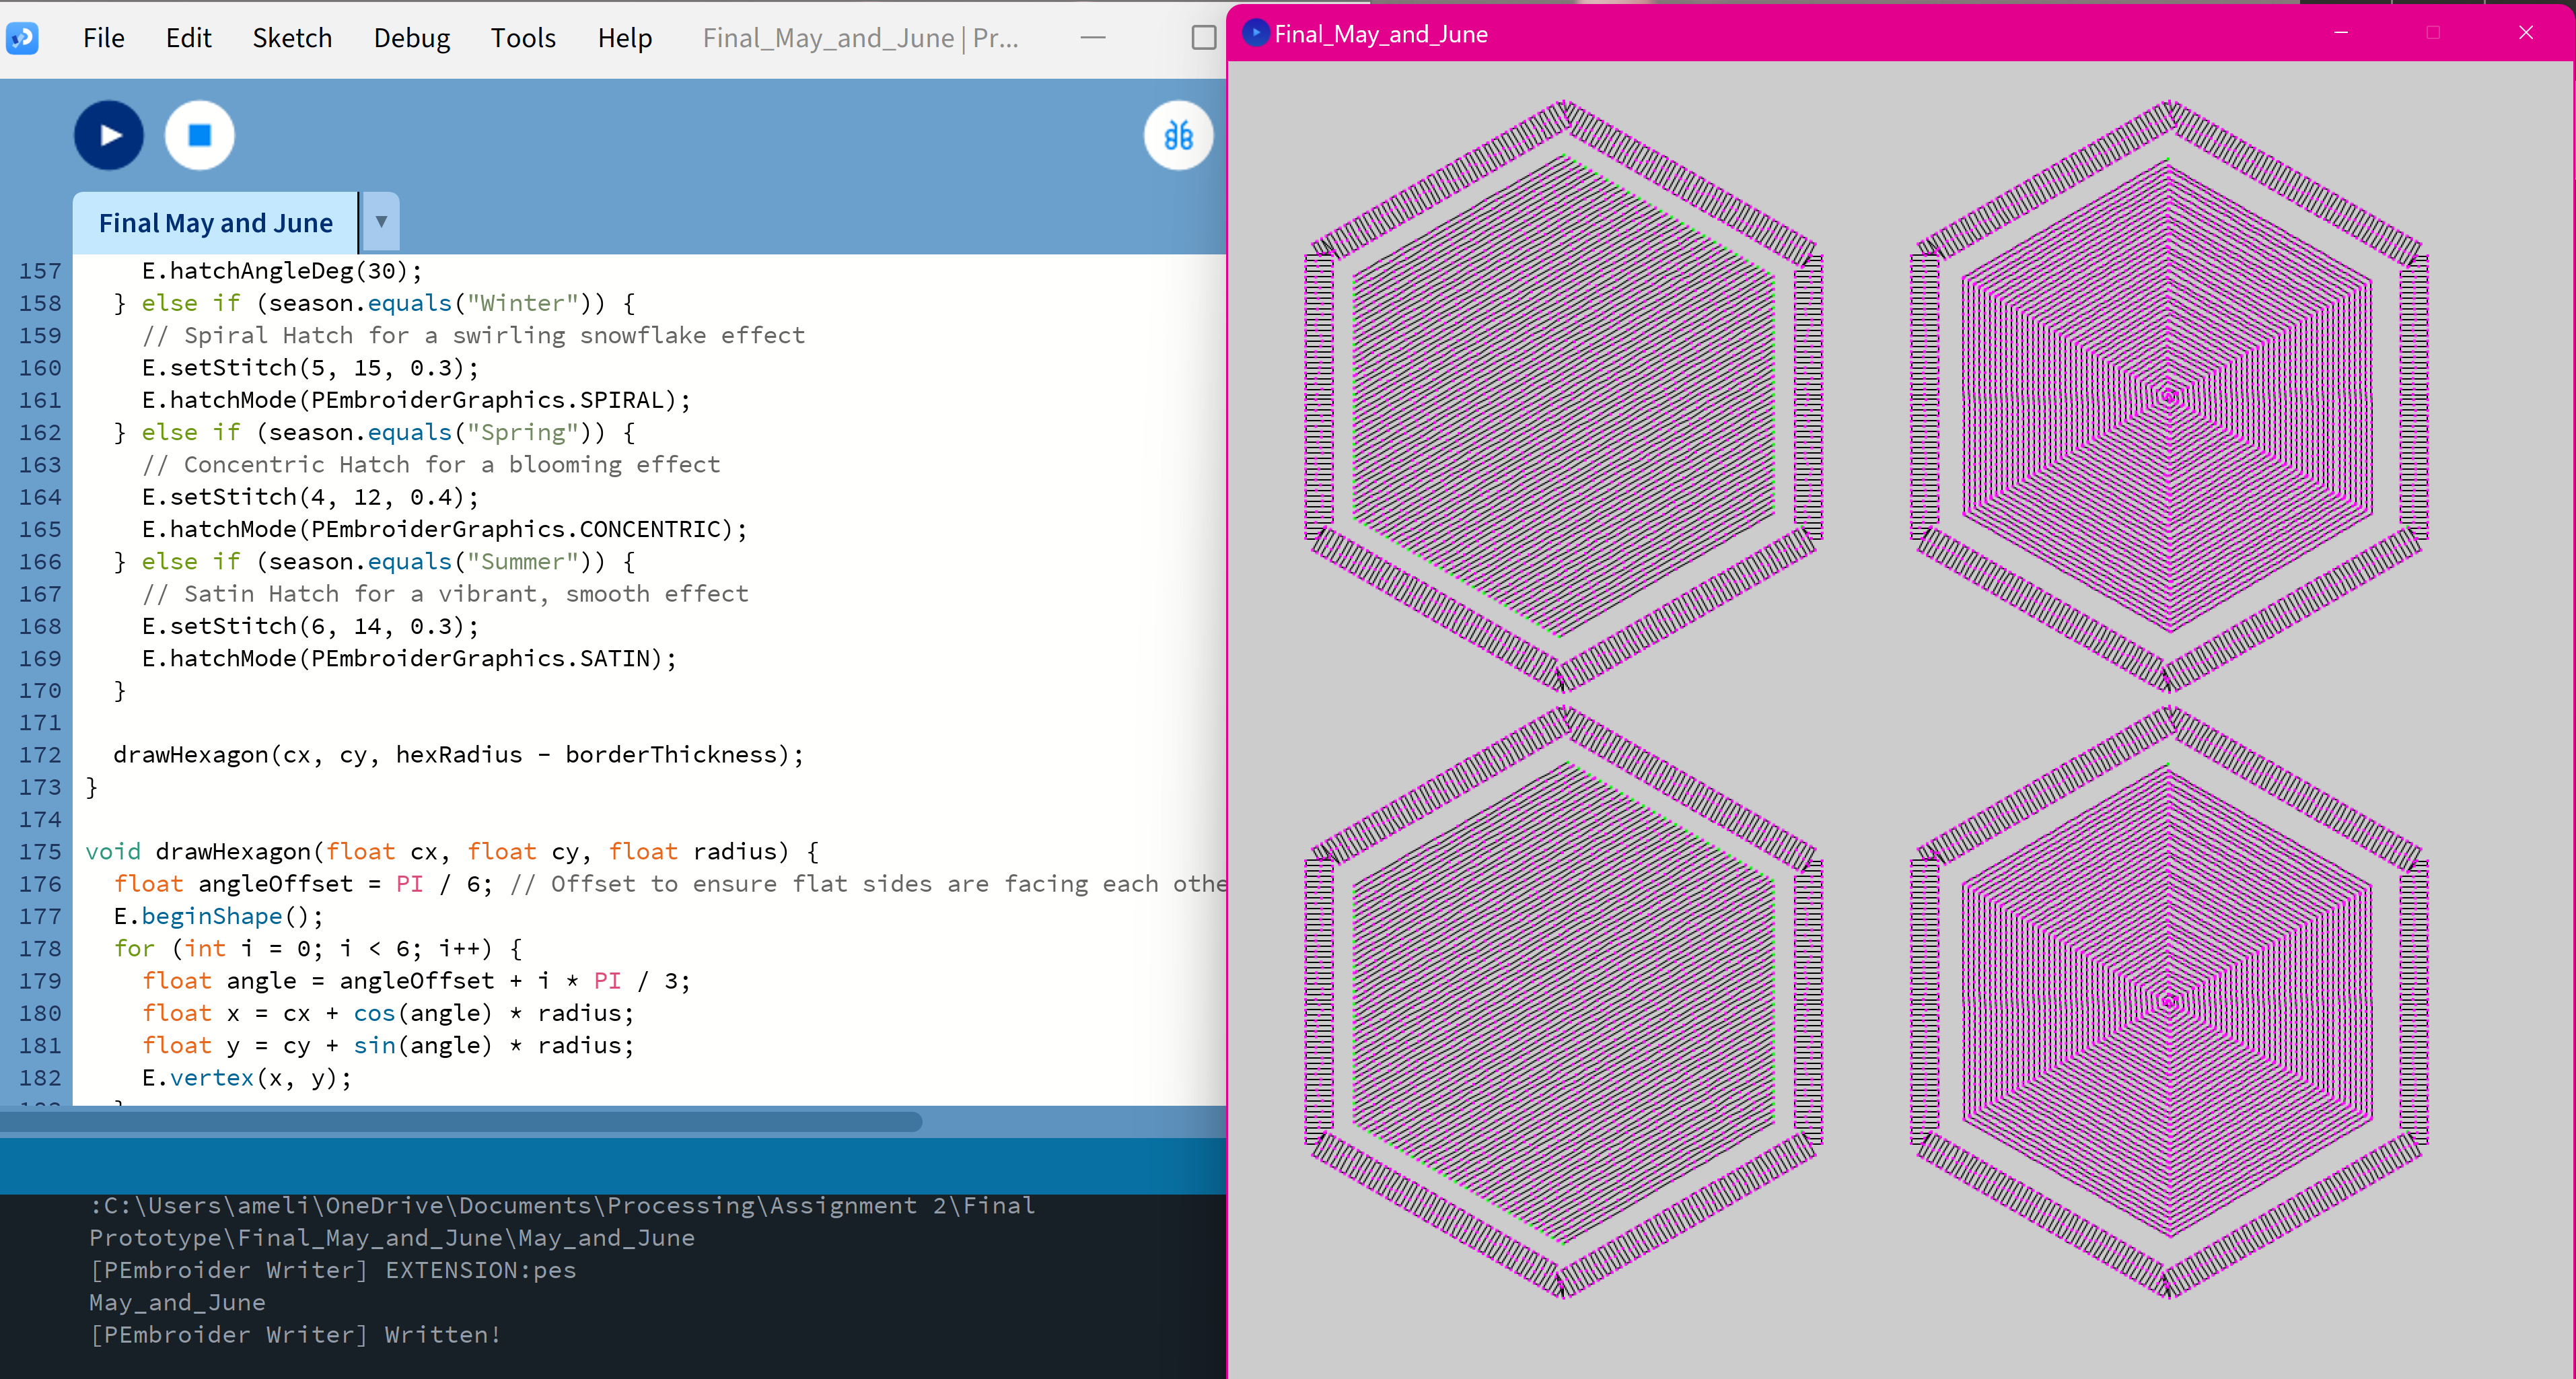 File Edit Sketch Debug Tools Help Final_May_and_June | Pr...
Final_May_and_June
Final May and June
157 E.hatchAngleDeg(30);
158 } else if (season.equals("Winter")) {
159 // Spiral Hatch for a swirling snowflake effect
160 E.setStitch(5, 15, 0.3);
161 E.hatchMode(PEmbroiderGraphics.SPIRAL);
162 } else if (season.equals("Spring")) {
163 // Concentric Hatch for a blooming effect
164 E.setStitch(4, 12, 0.4);
165 E.hatchMode(PEmbroiderGraphics.CONCENTRIC);
166 } else if (season.equals("Summer")) {
167 // Satin Hatch for a vibrant, smooth effect
168 E.setStitch(6, 14, 0.3);
169 E.hatchMode(PEmbroiderGraphics.SATIN);
170 }
171
172 drawHexagon(cx, cy, hexRadius - borderThickness);
173 }
174
175 void drawHexagon(float cx, float cy, float radius) {
176 float angleOffset = PI / 6; // Offset to ensure flat sides are facing each othe
177 E.beginShape();
178 for (int i = 0; i < 6; i++) {
179 float angle = angleOffset + i * PI / 3;
180 float x = cx + cos(angle) * radius;
181 float y = cy + sin(angle) * radius;
182 E.vertex(x, y);
:C:\Users\ameli\OneDrive\Documents\Processing\Assignment 2\Final
Prototype\Final_May_and_June\May_and_June
[PEmbroider Writer] EXTENSION:pes
May_and_June
[PEmbroider Writer] Written!